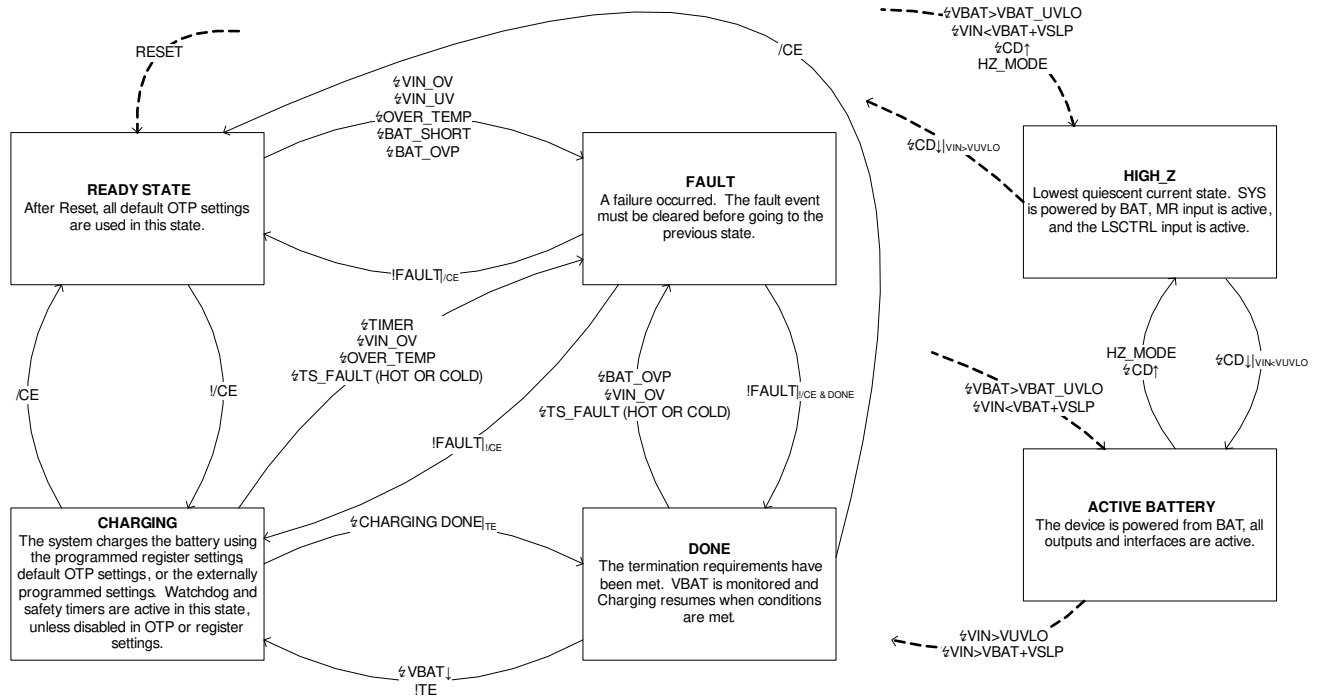 RESET
/CE
↯VIN_OV
↯VIN_UV
↯OVER_TEMP
↯BAT_SHORT
↯BAT_OVP
↯VBAT>VBAT_UVLO
↯VIN<VBAT+VSLP
↯CD↑
HZ_MODE
↯CD↓|VIN>VUVLO
READY STATE
After Reset, all default OTP settings
are used in this state.
FAULT
A failure occurred. The fault event
must be cleared before going to the
previous state.
HIGH_Z
Lowest quiescent current state. SYS
is powered by BAT, MR input is active,
and the LSCTRL input is active.
!FAULT|/CE
/CE
!/CE
↯TIMER
↯VIN_OV
↯OVER_TEMP
↯TS_FAULT (HOT OR COLD)
!FAULT|!/CE
↯BAT_OVP
↯VIN_OV
↯TS_FAULT (HOT OR COLD)
!FAULT|!/CE & DONE
HZ_MODE
↯CD↑
↯CD↓|VIN<VUVLO
↯VBAT>VBAT_UVLO
↯VIN<VBAT+VSLP
CHARGING
The system charges the battery using
the programmed register settings,
default OTP settings, or the externally
programmed settings. Watchdog and
safety timers are active in this state,
unless disabled in OTP or register
settings.
↯CHARGING DONE|TE
DONE
The termination requirements have
been met. VBAT is monitored and
Charging resumes when conditions
are met.
↯VBAT↓
!TE
ACTIVE BATTERY
The device is powered from BAT, all
outputs and interfaces are active.
↯VIN>VUVLO
↯VIN>VBAT+VSLP